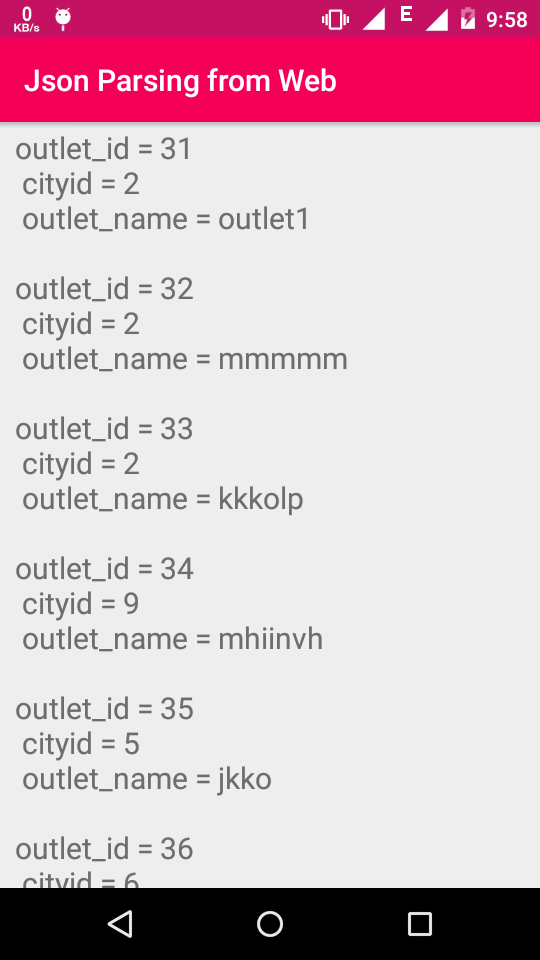 0
KB/s
E
9:58
Json Parsing from Web
outlet_id = 31
cityid = 2
outlet_name = outlet1
outlet_id = 32
cityid = 2
outlet_name = mmmmm
outlet_id = 33
cityid = 2
outlet_name = kkkolp
outlet_id = 34
cityid = 9
outlet_name = mhiinvh
outlet_id = 35
cityid = 5
outlet_name = jkko
outlet_id = 36
cityid = 6